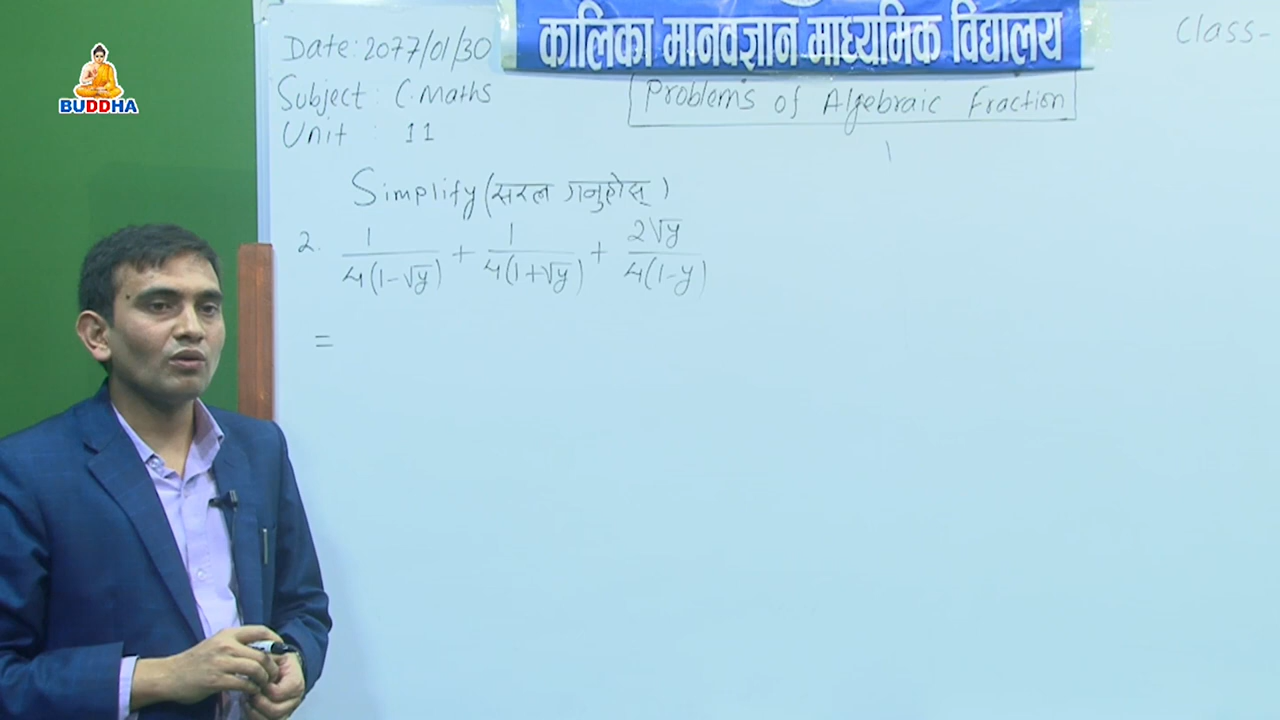 BUDDHA
कालिका मानवज्ञान माध्यमिक विद्यालय
Class-
Date: 2077/01/30
Subject: C.Maths
Unit : 11
Problems of Algebraic Fraction
Simplify (सरल गर्नुहोस्)
2. 1/4(1-√y) + 1/4(1+√y) + 2√y/4(1-y)
=